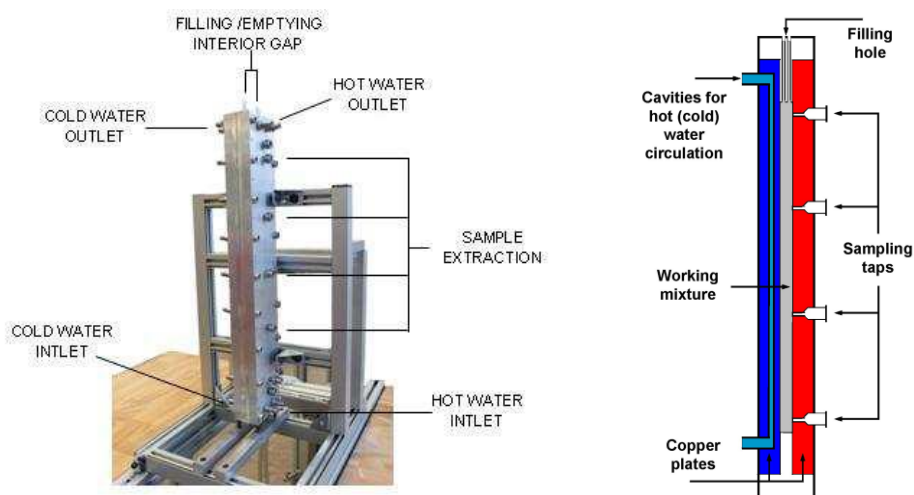 FILLING /EMPTYING
INTERIOR GAP
HOT WATER
OUTLET
COLD WATER
OUTLET
SAMPLE
EXTRACTION
COLD WATER
INTLET
HOT WATER
INTLET
Filling
hole
Cavities for
hot (cold)
water
circulation
Sampling
taps
Working
mixture
Copper
plates